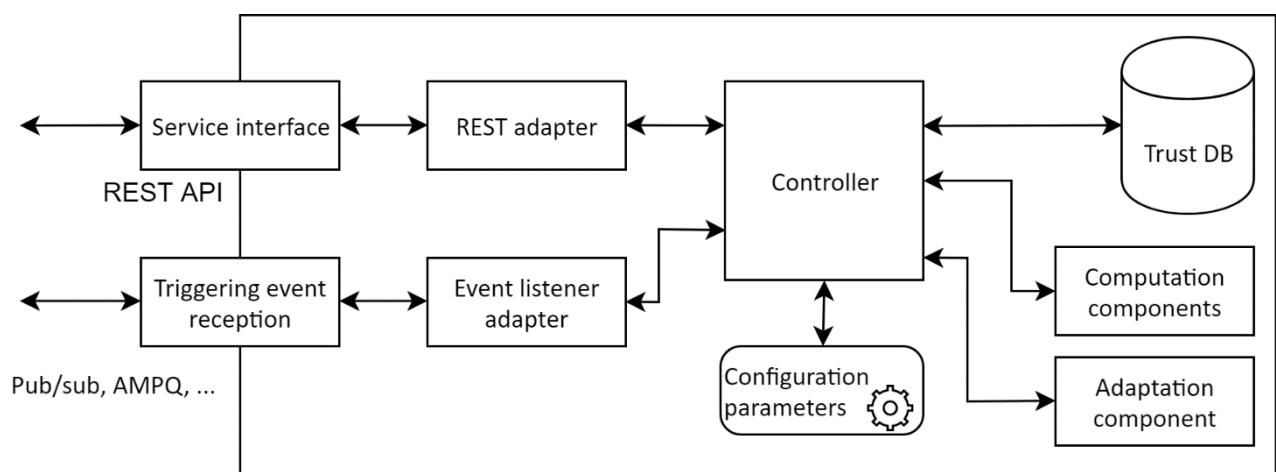 Service interface
REST adapter
Controller
Trust DB
REST API
Triggering event
reception
Event listener
adapter
Computation
components
Pub/sub, AMPQ, ...
Configuration
parameters
Adaptation
component